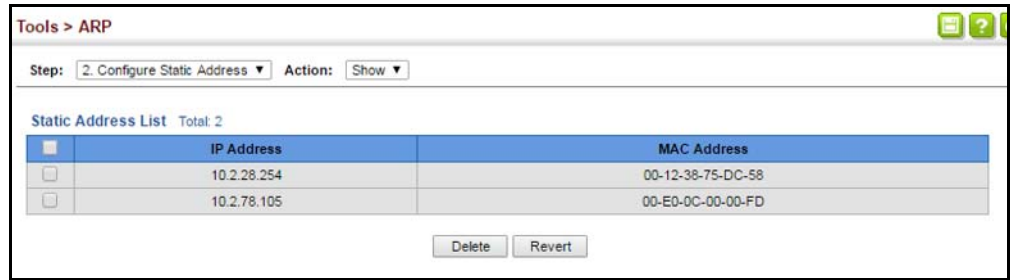 Tools > ARP
?
Step: 2. Configure Static Address ▼ Action: Show ▼
Static Address List Total: 2
IP Address MAC Address
10.2.28.254 00-12-38-75-DC-58
10.2.78.105 00-E0-0C-00-00-FD
Delete Revert